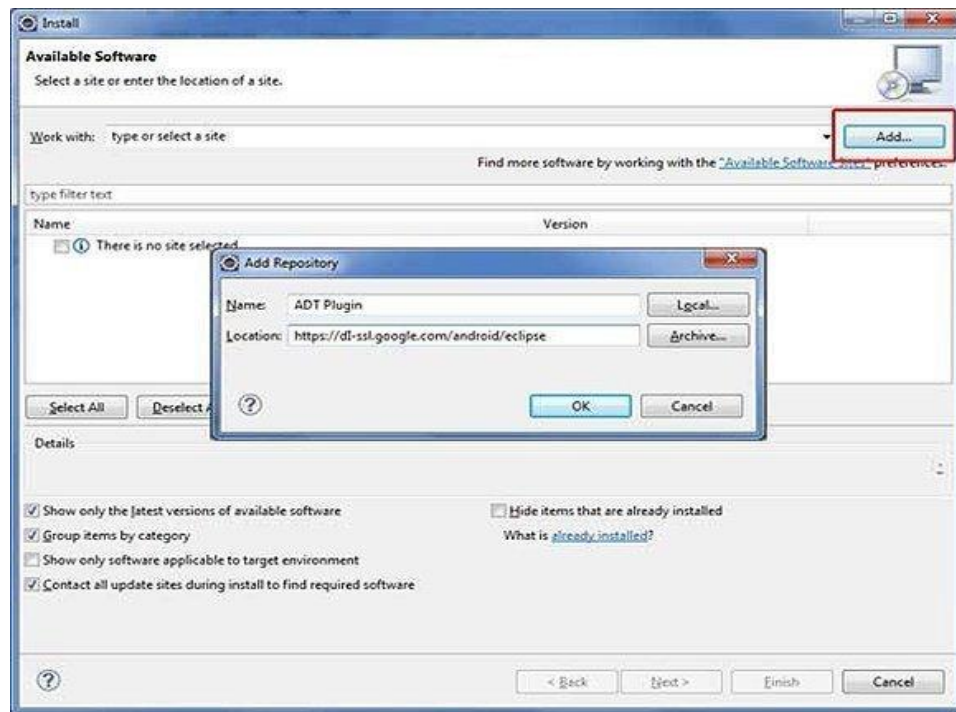 Install
Available Software
Select a site or enter the location of a site.
Work with: type or select a site
Add...
Find more software by working with the "Available Software Sites" preferences.
type filter text
Name Version
There is no site selected
Add Repository
Name: ADT Plugin Local...
Location: https://dl-ssl.google.com/android/eclipse Archive...
OK Cancel
Select All Deselect A
Details
Show only the latest versions of available software
Hide items that are already installed
Group items by category
What is already installed?
Show only software applicable to target environment
Contact all update sites during install to find required software
< Back Next > Finish Cancel